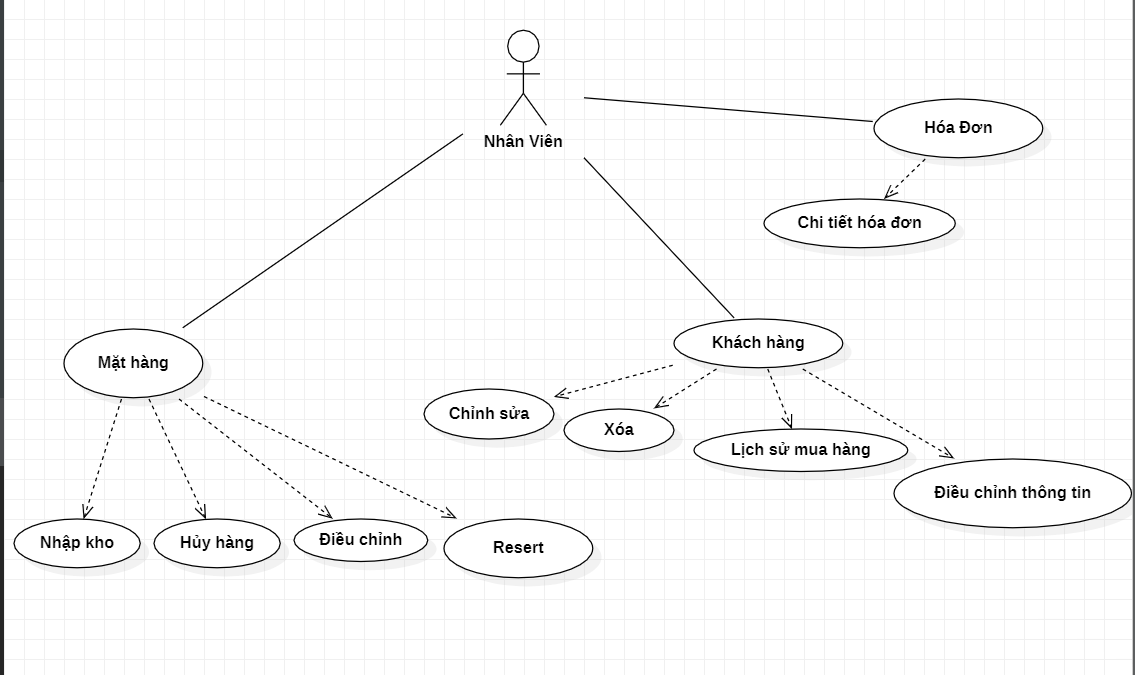 Nhân Viên
Hóa Đơn
Chi tiết hóa đơn
Mặt hàng
Khách hàng
Chỉnh sửa
Xóa
Lịch sử mua hàng
Điều chỉnh thông tin
Nhập kho
Hủy hàng
Điều chỉnh
Resert